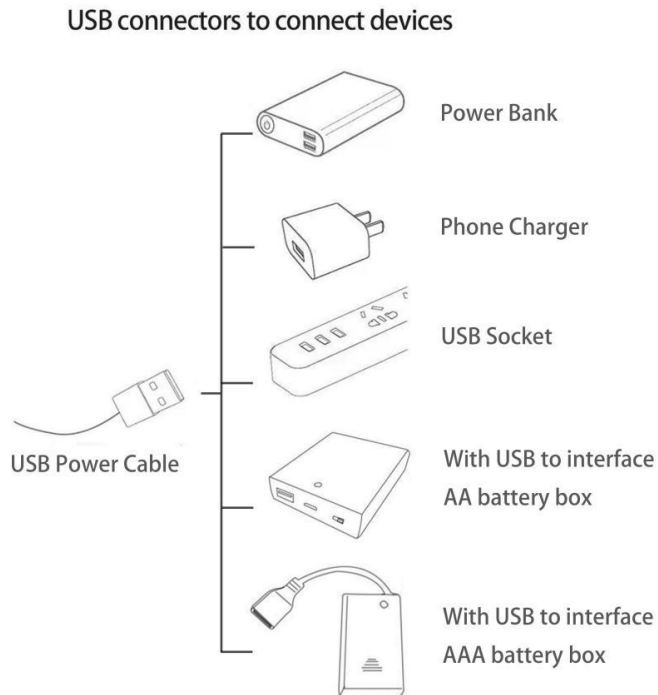 USB connectors to connect devices
Power Bank
Phone Charger
USB Socket
USB Power Cable
With USB to interface
AA battery box
With USB to interface
AAA battery box